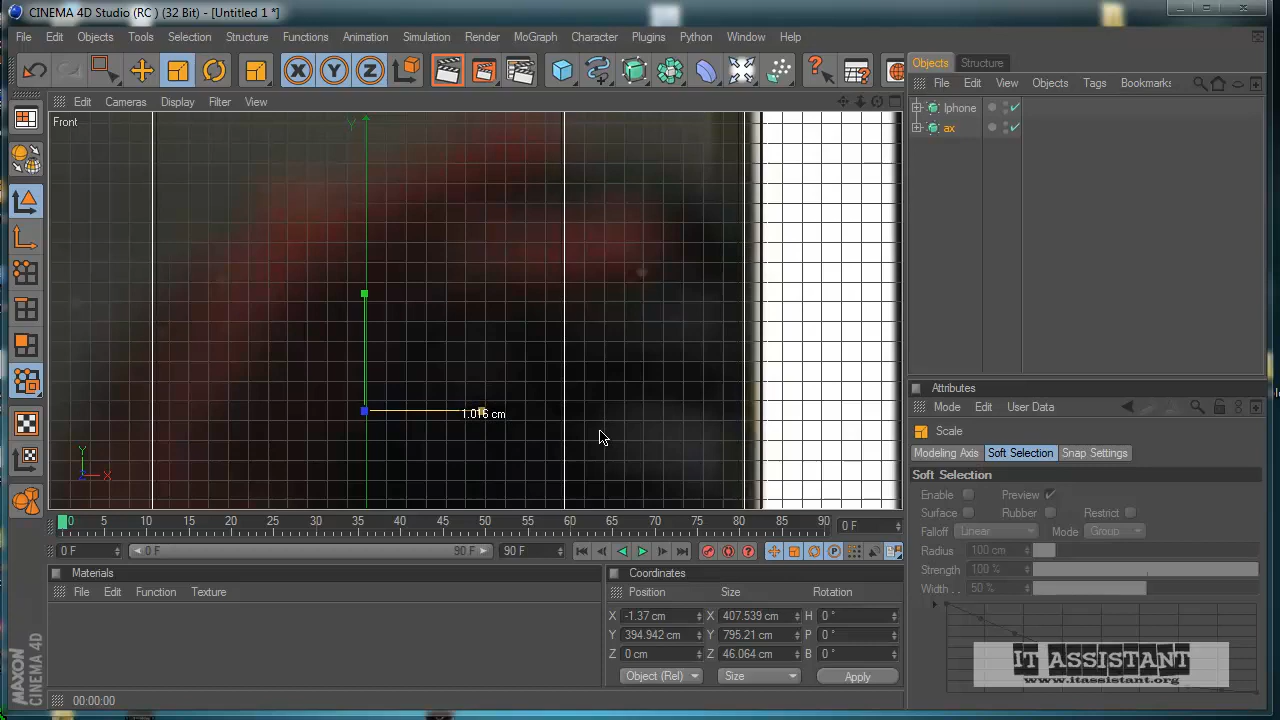 CINEMA 4D Studio (RC ) (32 Bit) - [Untitled 1 *]
File Edit Objects Tools Selection Structure Functions Animation Simulation Render MoGraph Character Plugins Python Window Help
X Y Z
Objects Structure
File Edit View Objects Tags Bookmarks
Iphone
ax
Edit Cameras Display Filter View
Front
Y
1.016 cm
Y
X
Attributes
Mode Edit User Data
Scale
Modeling Axis Soft Selection Snap Settings
Soft Selection
Enable Preview
Surface Rubber Restrict
Falloff Linear Mode Group
Radius 100 cm
Strength 100 %
Width . . 50 %
0 5 10 15 20 25 30 35 40 45 50 55 60 65 70 75 80 85 90 0 F
0 F 0 F 90 F 90 F
Materials
File Edit Function Texture
Coordinates
Position Size Rotation
X -1.37 cm X 407.539 cm H 0 °
Y 394.942 cm Y 795.21 cm P 0 °
Z 0 cm Z 46.064 cm B 0 °
Object (Rel) Size Apply
MAXON
CINEMA 4D
00:00:00
IT ASSISTANT
www.itassistant.org